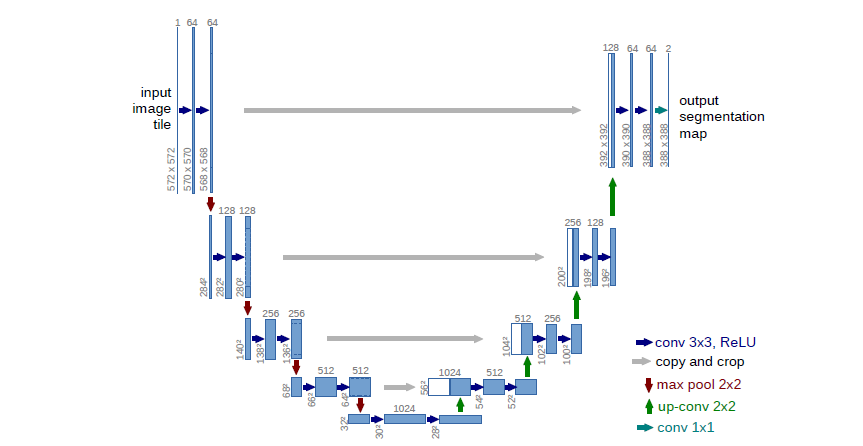 1 64 64
128 64 64 2
input
image
tile
output
segmentation
map
572 x 572
570 x 570
568 x 568
392 x 392
390 x 390
388 x 388
388 x 388
128 128
256 128
284²
282²
280²
200²
198²
196²
256 256
512 256
140²
138²
136²
104²
102²
100²
512 512
1024 512
68²
66²
64²
56²
54²
52²
1024
32²
30²
28²
conv 3x3, ReLU
copy and crop
max pool 2x2
up-conv 2x2
conv 1x1